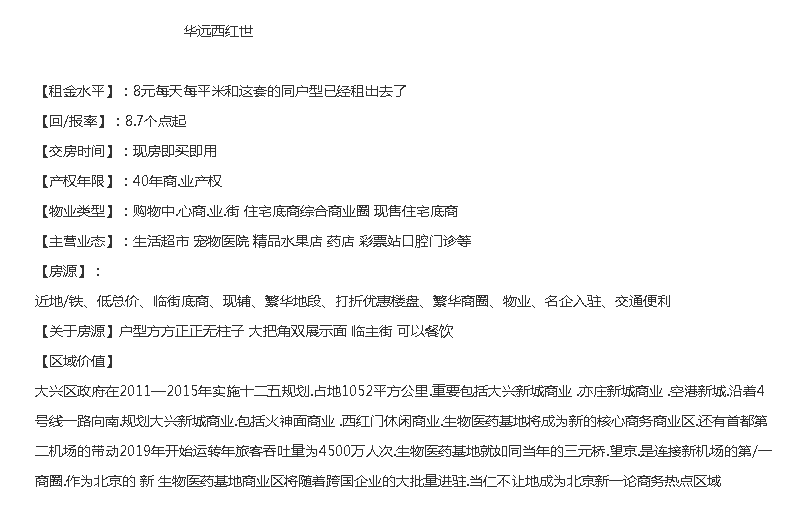 华远西红世
【租金水平】：8元每天每平米和这套的同户型已经租出去了
【回/报率】：8.7个点起
【交房时间】：现房即买即用
【产权年限】：40年商.业产权
【物业类型】：购物中.心商.业.街 住宅底商综合商业圈 现售住宅底商
【主营业态】：生活超市 宠物医院 精品水果店 药店 彩票站口腔门诊等
【房源】：
近地/铁、低总价、临街底商、现铺、繁华地段、打折优惠楼盘、繁华商圈、物业、名企入驻、交通便利
【关于房源】户型方方正正无柱子 大把角双展示面 临主街 可以餐饮
【区域价值】
大兴区政府在2011—2015年实施十二五规划.占地1052平方公里.重要包括大兴新城商业 .亦庄新城商业 .空港新城.沿着4
号线一路向南.规划大兴新城商业.包括火神面商业 .西红门休闲商业.生物医药基地将成为新的核心商务商业区.还有首都第
二机场的带动2019年开始运转年旅客吞吐量为4500万人次.生物医药基地就如同当年的三元桥.望京.是连接新机场的第/一
商圈.作为北京的 新 生物医药基地商业区将随着跨国企业的大批量进驻.当仁不让地成为北京新一论商务热点区域